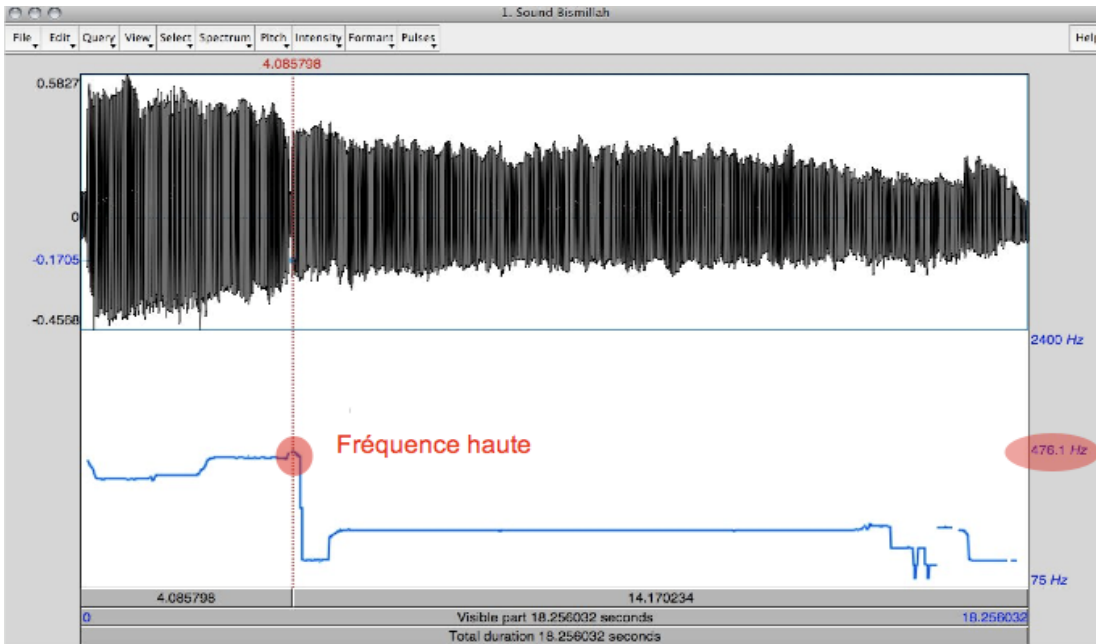 1. Sound Bismillah
File Edit Query View Select Spectrum Pitch Intensity Formant Pulses Help
4.085798
0.5827
0
-0.1705
-0.4568
2400 Hz
Fréquence haute
476.1 Hz
75 Hz
4.085798 14.170234
0 Visible part 18.256032 seconds 18.256032
Total duration 18.256032 seconds